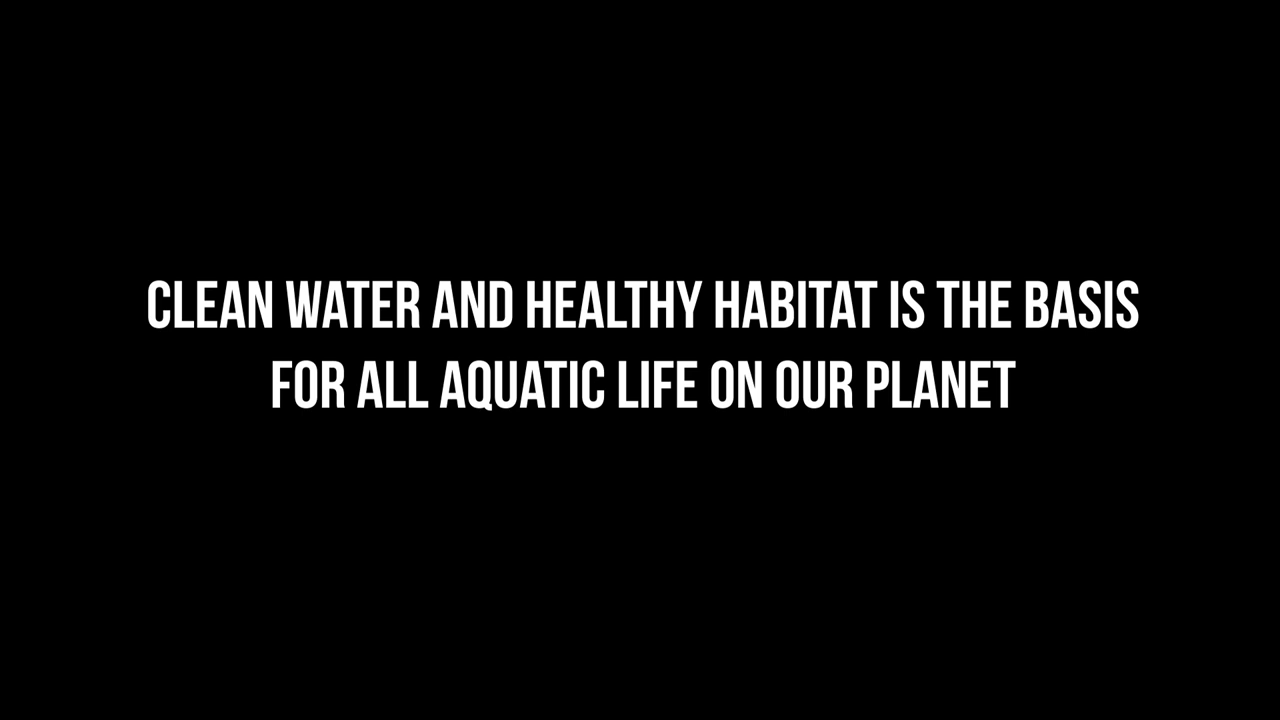 CLEAN WATER AND HEALTHY HABITAT IS THE BASIS
FOR ALL AQUATIC LIFE ON OUR PLANET